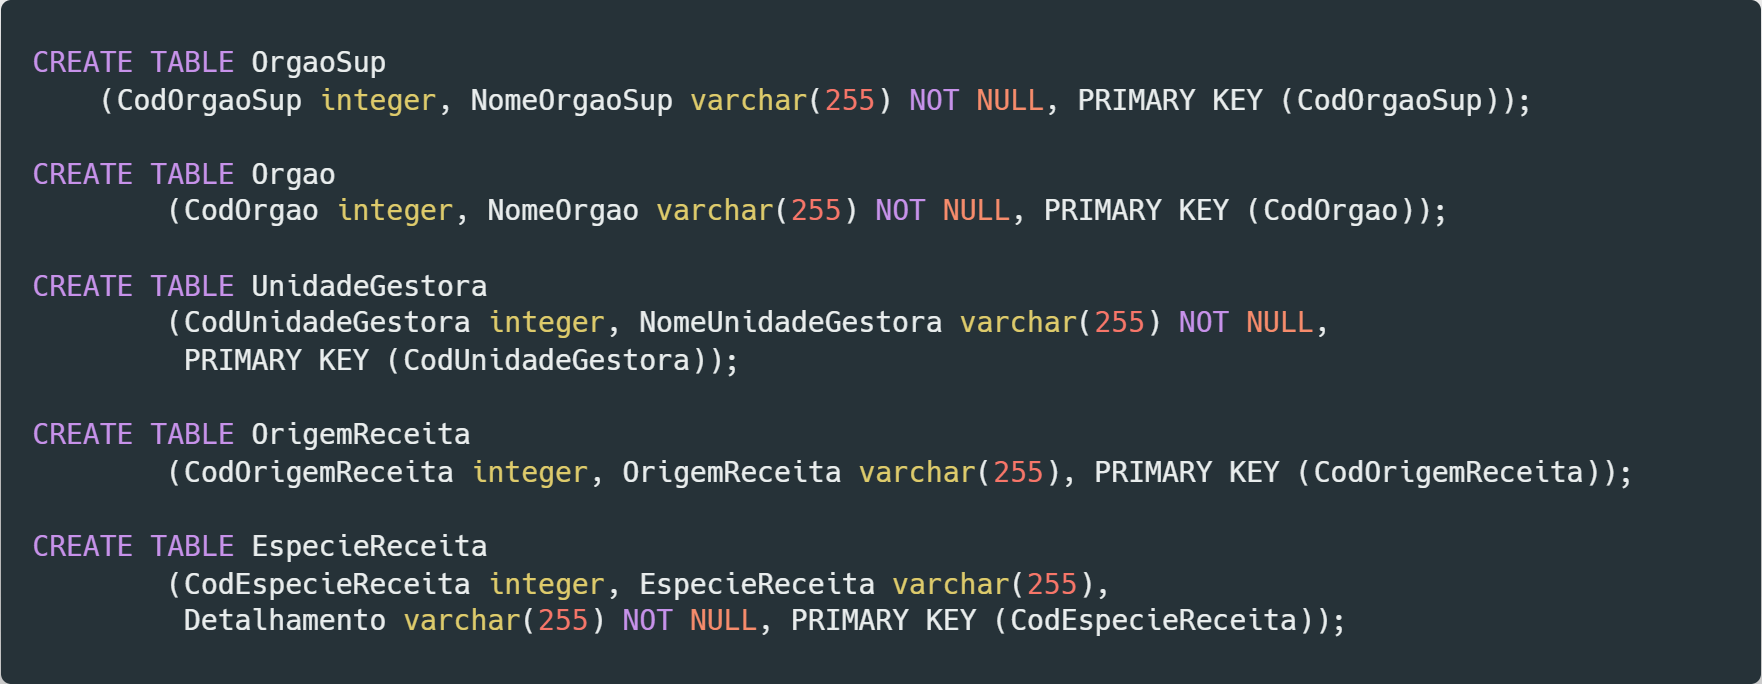 CREATE TABLE OrgaoSup
(CodOrgaoSup integer, NomeOrgaoSup varchar(255) NOT NULL, PRIMARY KEY (CodOrgaoSup));
CREATE TABLE Orgao
(CodOrgao integer, NomeOrgao varchar(255) NOT NULL, PRIMARY KEY (CodOrgao));
CREATE TABLE UnidadeGestora
(CodUnidadeGestora integer, NomeUnidadeGestora varchar(255) NOT NULL,
PRIMARY KEY (CodUnidadeGestora));
CREATE TABLE OrigemReceita
(CodOrigemReceita integer, OrigemReceita varchar(255), PRIMARY KEY (CodOrigemReceita));
CREATE TABLE EspecieReceita
(CodEspecieReceita integer, EspecieReceita varchar(255),
Detalhamento varchar(255) NOT NULL, PRIMARY KEY (CodEspecieReceita));